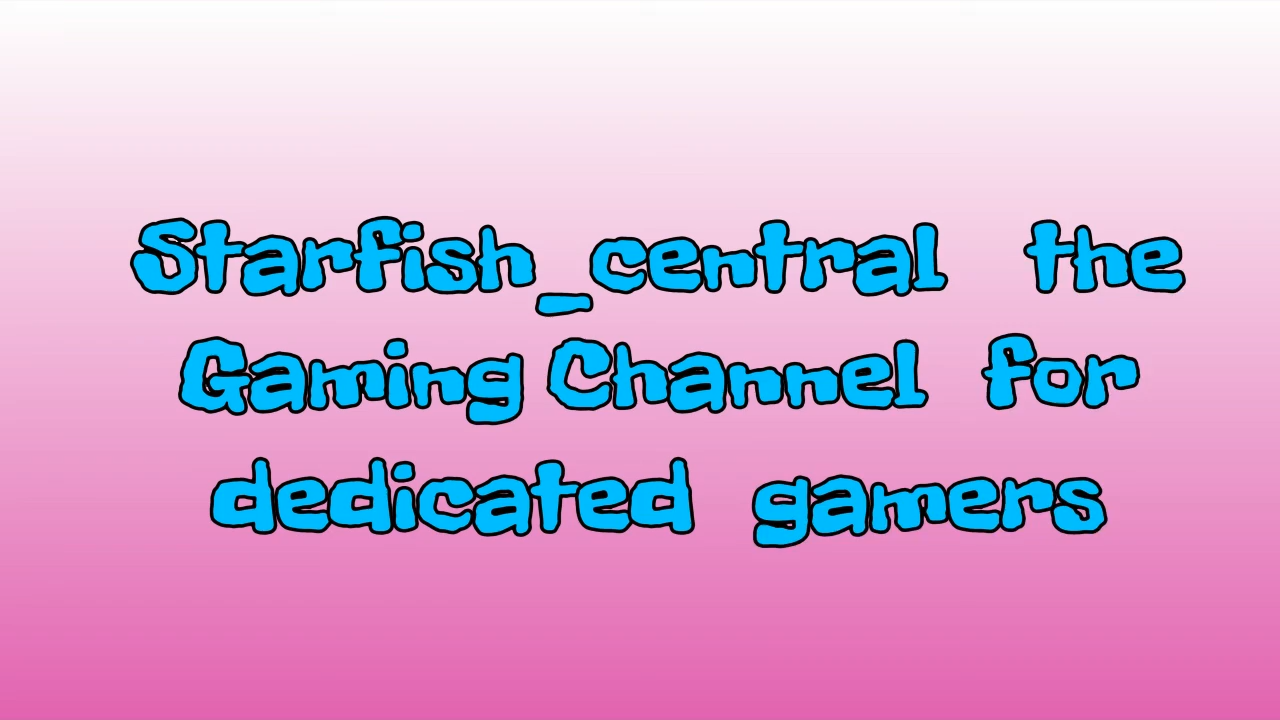 Starfish_central the
Gaming Channel for
dedicated gamers